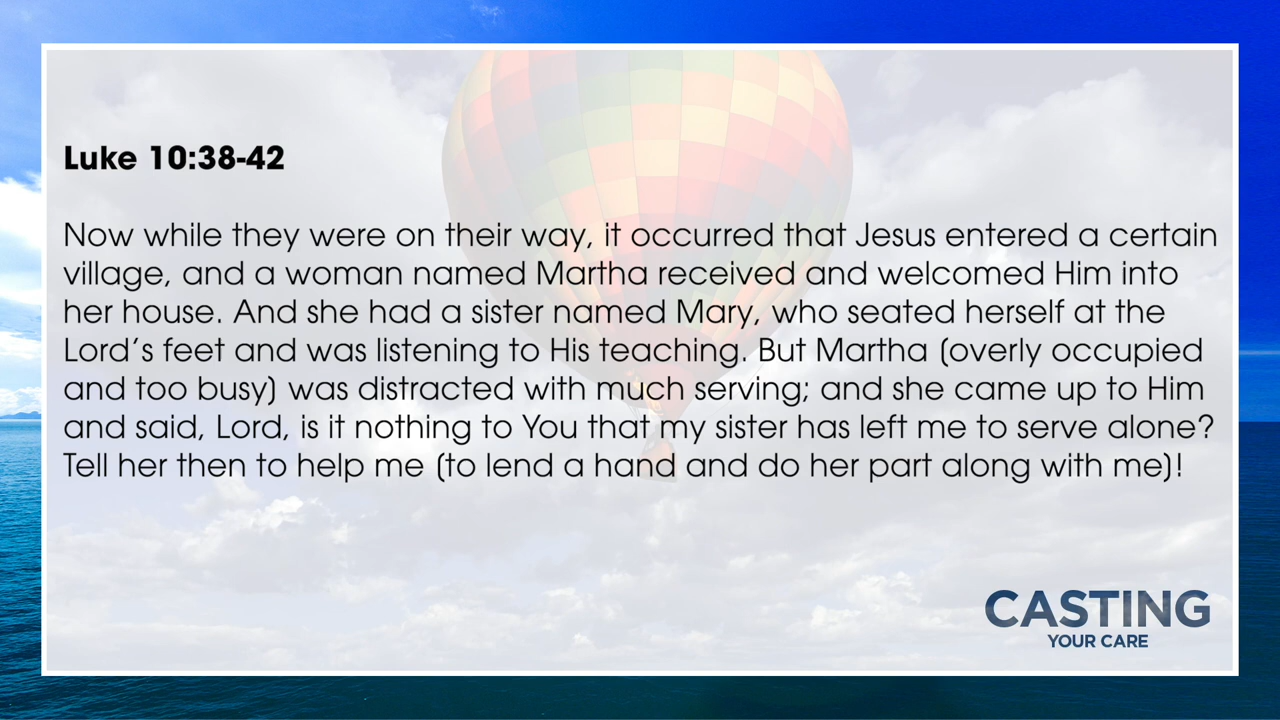 Luke 10:38-42
Now while they were on their way, it occurred that Jesus entered a certain
village, and a woman named Martha received and welcomed Him into
her house. And she had a sister named Mary, who seated herself at the
Lord’s feet and was listening to His teaching. But Martha (overly occupied
and too busy) was distracted with much serving; and she came up to Him
and said, Lord, is it nothing to You that my sister has left me to serve alone?
Tell her then to help me (to lend a hand and do her part along with me)!
CASTING
YOUR CARE